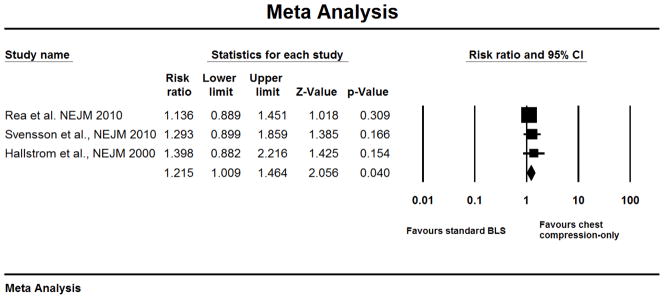 Meta Analysis
Study name Statistics for each study Risk ratio and 95% CI
Risk ratio Lower limit Upper limit Z-Value p-Value
Rea et al. NEJM 2010 1.136 0.889 1.451 1.018 0.309
Svensson et al., NEJM 2010 1.293 0.899 1.859 1.385 0.166
Hallstrom et al., NEJM 2000 1.398 0.882 2.216 1.425 0.154
1.215 1.009 1.464 2.056 0.040
0.01 0.1 1 10 100
Favours standard BLS Favours chest compression-only
Meta Analysis